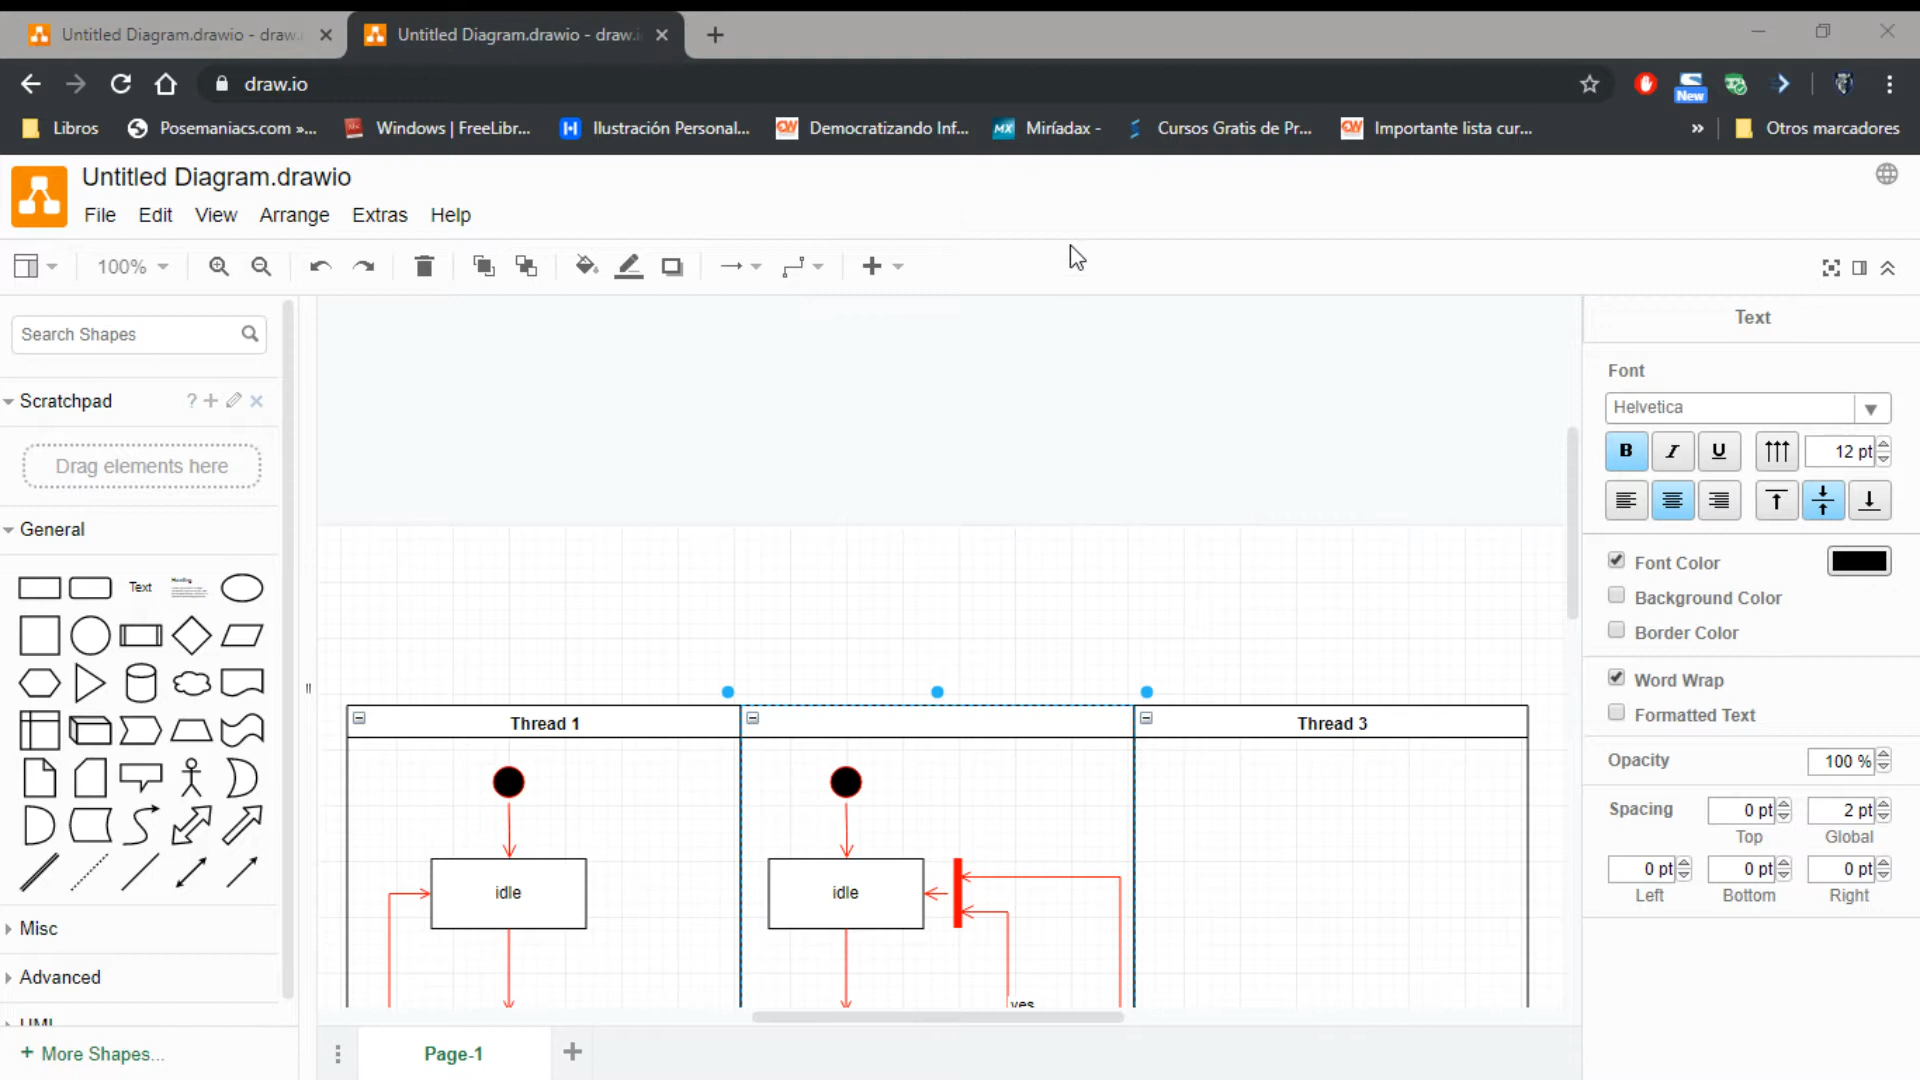 Untitled Diagram.drawio - draw.
Untitled Diagram.drawio - draw.i
draw.io
New
Libros
Posemaniacs.com »...
Windows | FreeLibr...
Ilustración Personal...
Democratizando Inf...
Miríadax -
Cursos Gratis de Pr...
Importante lista cur...
»
Otros marcadores
Untitled Diagram.drawio
File Edit View Arrange Extras Help
100%
Search Shapes
Scratchpad
?
Drag elements here
General
Text
Heading
Misc
Advanced
UML
+ More Shapes...
Thread 1
Thread 3
idle
idle
yes
Page-1
Text
Font
Helvetica
B I U
12 pt
Font Color
Background Color
Border Color
Word Wrap
Formatted Text
Opacity
100 %
Spacing
0 pt
2 pt
Top
Global
0 pt
0 pt
0 pt
Left
Bottom
Right